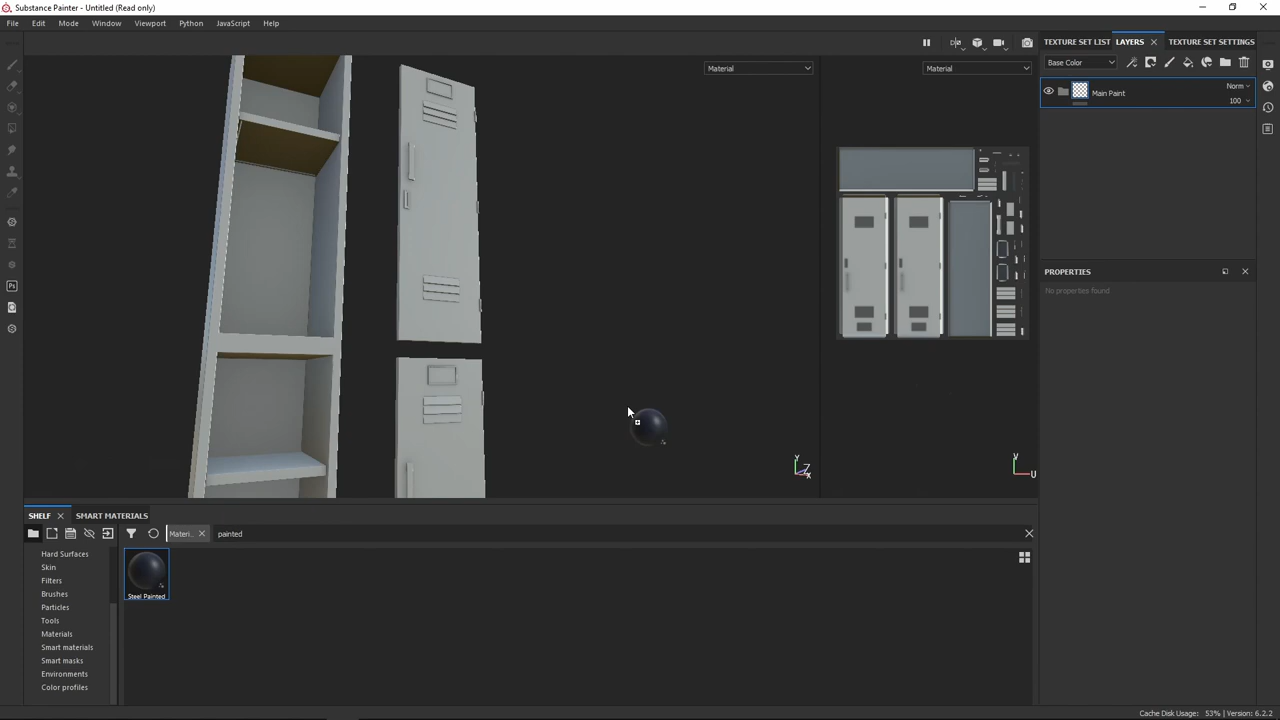 Substance Painter - Untitled (Read only)
File Edit Mode Window Viewport Python JavaScript Help
TEXTURE SET LIST LAYERS TEXTURE SET SETTINGS
Material Material Base Color
Main Paint Norm
100
PROPERTIES
No properties found
Y Z X
V U
SHELF SMART MATERIALS
Materi... painted
Hard Surfaces
Skin
Filters
Brushes
Particles
Tools
Materials
Smart materials
Smart masks
Environments
Color profiles
Steel Painted
Ps
Cache Disk Usage: 53% | Version: 6.2.2